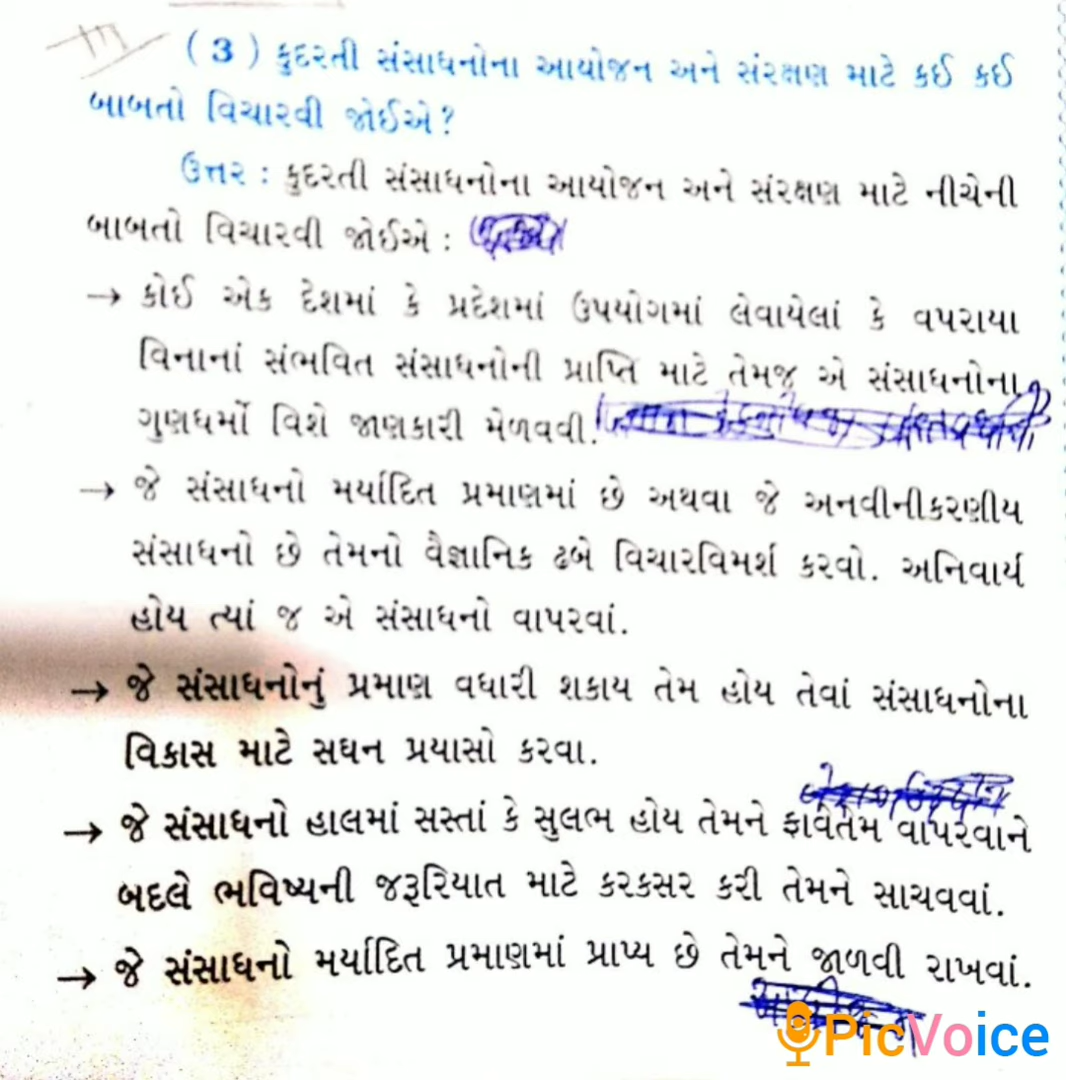 (3) કુદરતી સંસાધનોના આયોજન અને સંરક્ષણ માટે કઈ કઈ
બાબતો વિચારવી જોઈએ?
ઉત્તર : કુદરતી સંસાધનોના આયોજન અને સંરક્ષણ માટે નીચેની
બાબતો વિચારવી જોઈએ :
→ કોઈ એક દેશમાં કે પ્રદેશમાં ઉપયોગમાં લેવાયેલાં કે વપરાયા
વિનાનાં સંભવિત સંસાધનોની પ્રાપ્તિ માટે તેમજ એ સંસાધનોના
ગુણધર્મો વિશે જાણકારી મેળવવી.
→ જે સંસાધનો મર્યાદિત પ્રમાણમાં છે અથવા જે અનવીનીકરણીય
સંસાધનો છે તેમનો વૈજ્ઞાનિક ઢબે વિચારવિમર્શ કરવો. અનિવાર્ય
હોય ત્યાં જ એ સંસાધનો વાપરવાં.
→ જે સંસાધનોનું પ્રમાણ વધારી શકાય તેમ હોય તેવાં સંસાધનોના
વિકાસ માટે સઘન પ્રયાસો કરવા.
→ જે સંસાધનો હાલમાં સસ્તાં કે સુલભ હોય તેમને ફાવેતેમ વાપરવાને
બદલે ભવિષ્યની જરૂરિયાત માટે કરકસર કરી તેમને સાચવવાં.
→ જે સંસાધનો મર્યાદિત પ્રમાણમાં પ્રાપ્ય છે તેમને જાળવી રાખવાં.
PicVoice